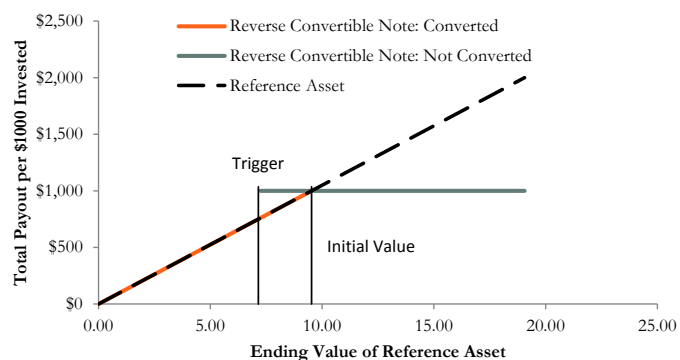 $2,500
Reverse Convertible Note: Converted
Reverse Convertible Note: Not Converted
Reference Asset
$2,000
$1,500
Trigger
$1,000
Initial Value
$500
$0
Total Payout per $1000 Invested
0.00 5.00 10.00 15.00 20.00 25.00
Ending Value of Reference Asset